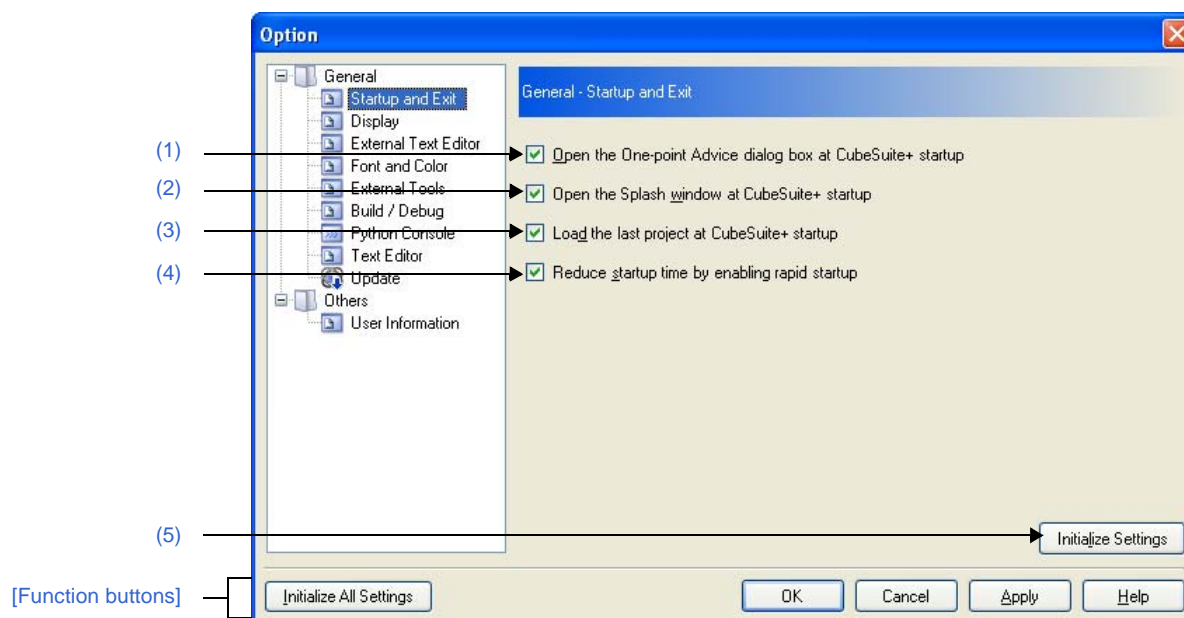 Option
General
Startup and Exit
Display
External Text Editor
Font and Color
External Tools
Build / Debug
Python Console
Text Editor
Update
Others
User Information
General - Startup and Exit
(1)
Open the One-point Advice dialog box at CubeSuite+ startup
(2)
Open the Splash window at CubeSuite+ startup
(3)
Load the last project at CubeSuite+ startup
(4)
Reduce startup time by enabling rapid startup
(5)
Initialize Settings
[Function buttons]
Initialize All Settings
OK
Cancel
Apply
Help